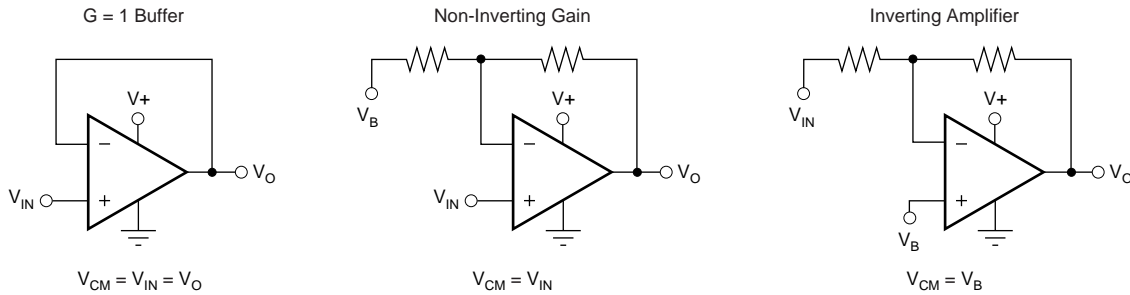 G = 1 Buffer
V+
−
V_IN
+
V_O
V_CM = V_IN = V_O
Non-Inverting Gain
V_B
V+
−
V_IN
+
V_O
V_CM = V_IN
Inverting Amplifier
V_IN
V+
−
+
V_B
V_O
V_CM = V_B